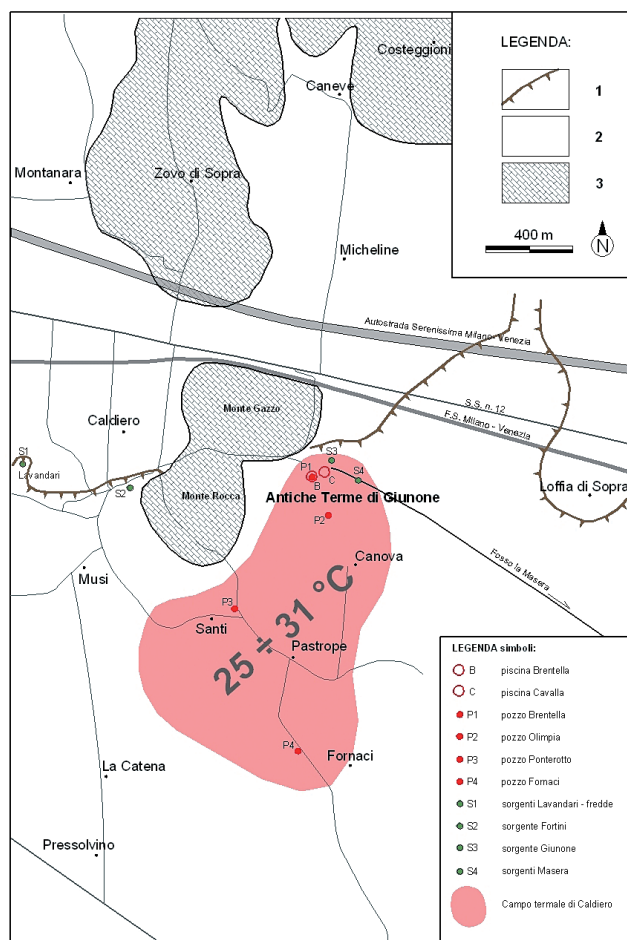 Costeggioni
LEGENDA:
1
2
3
400 m
N
Caneve
Montanara
Zovo di Sopra
Micheline
Autostrada Serenissima Milano-Venezia
S.S. n. 12
F.S. Milano - Venezia
Monte Gazzo
Caldiero
S1
Lavandari
S2
Monte Rocca
S3
P1
B
C
S4
Antiche Terme di Giunone
Loffia di Sopra
P2
Fosso la Masera
Canova
Musi
P3
Santi
25 ÷ 31 °C
Pastrope
P4
Fornaci
La Catena
Pressolvino
LEGENDA simboli:
B piscina Brentella
C piscina Cavalla
P1 pozzo Brentella
P2 pozzo Olimpia
P3 pozzo Ponterotto
P4 pozzo Fornaci
S1 sorgenti Lavandari - fredde
S2 sorgente Fortini
S3 sorgente Giunone
S4 sorgenti Masera
Campo termale di Caldiero